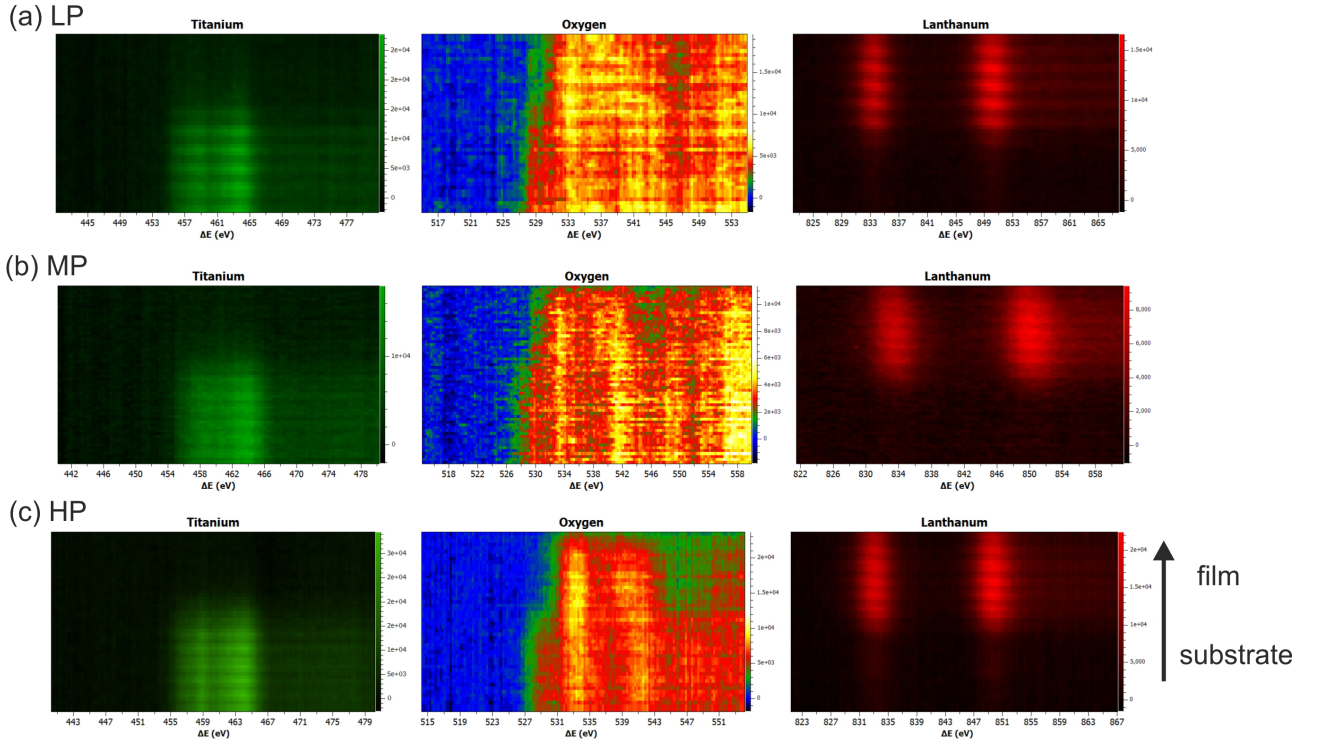 (a) LP
Titanium
Oxygen
Lanthanum
2e+04
2e+04
2e+04
1e+04
5e+03
0
1.5e+04
1e+04
5e+03
0
1.5e+04
1e+04
5,000
0
445 449 453 457 461 465 469 473 477
517 521 525 529 533 537 541 545 549 553
825 829 833 837 841 845 849 853 857 861 865
ΔE (eV)
ΔE (eV)
ΔE (eV)
(b) MP
Titanium
Oxygen
Lanthanum
1e+04
0
1e+04
8e+03
6e+03
4e+03
2e+03
0
8,000
6,000
4,000
2,000
0
442 446 450 454 458 462 466 470 474 478
518 522 526 530 534 538 542 546 550 554 558
822 826 830 834 838 842 846 850 854 858
ΔE (eV)
ΔE (eV)
ΔE (eV)
(c) HP
Titanium
Oxygen
Lanthanum
3e+04
2e+04
2e+04
1e+04
5e+03
0
2e+04
1.5e+04
1e+04
5e+03
0
2e+04
1.5e+04
1e+04
5,000
0
443 447 451 455 459 463 467 471 475 479
515 519 523 527 531 535 539 543 547 551
823 827 831 835 839 843 847 851 855 859 863 867
ΔE (eV)
ΔE (eV)
ΔE (eV)
film
substrate